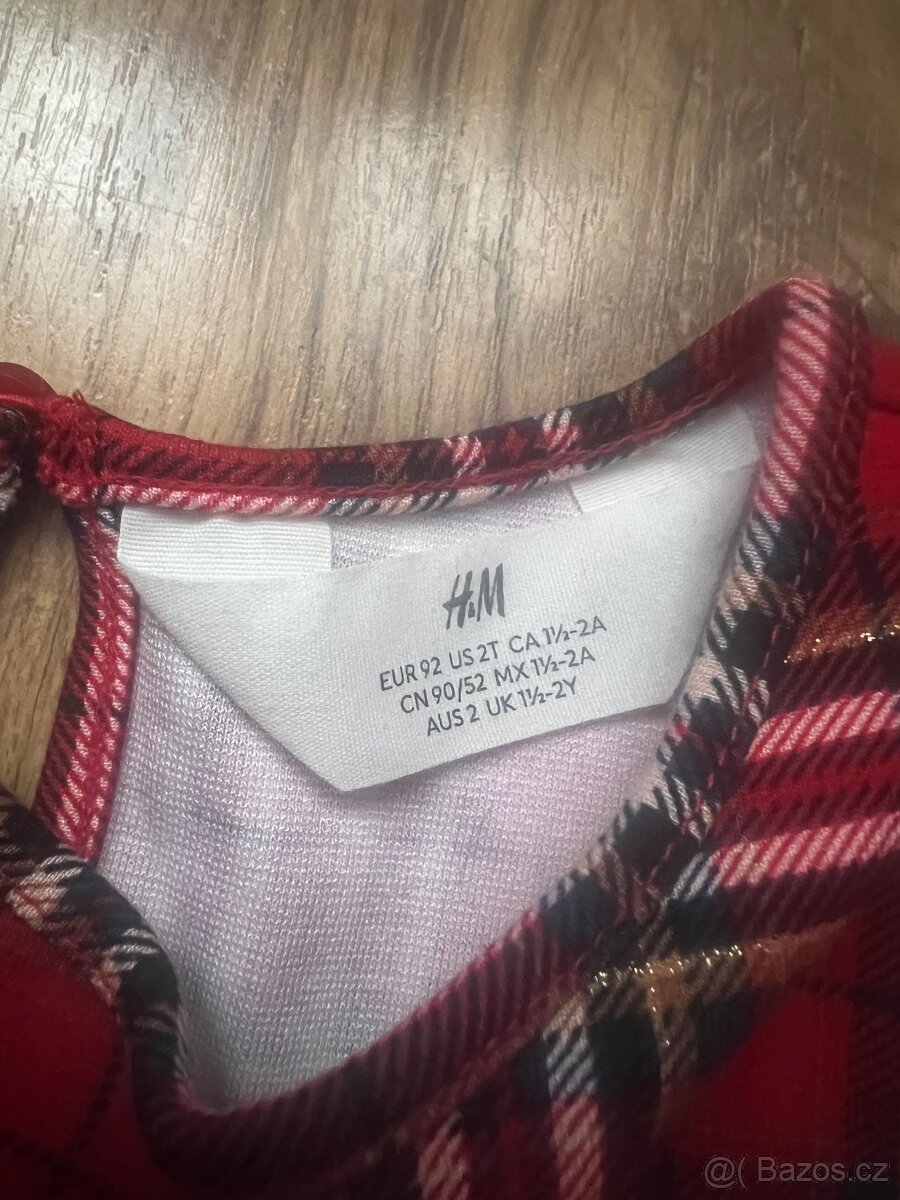 H&M
EUR 92 US 2T CA 1½-2A
CN 90/52 MX 1½-2A
AUS 2 UK 1½-2Y
@( Bazos.cz